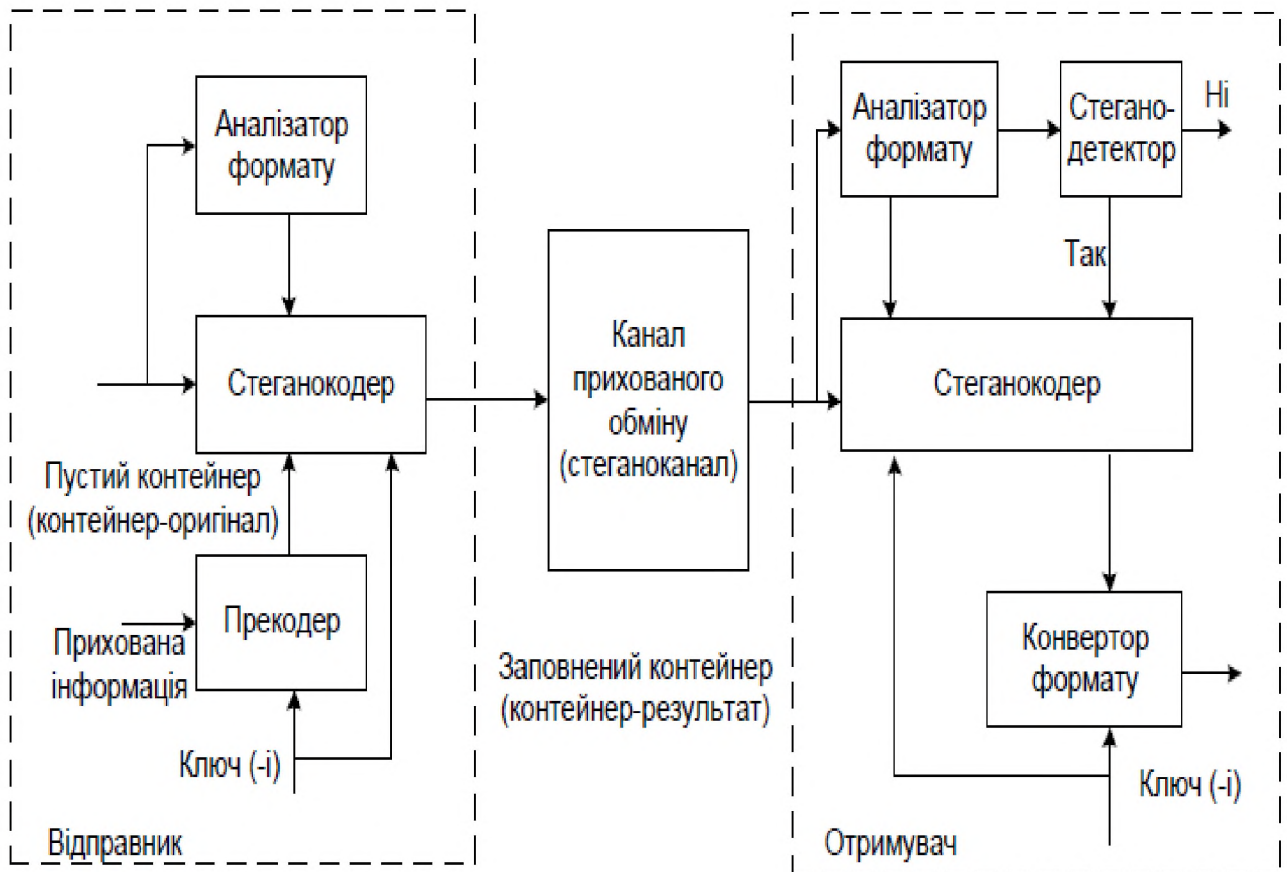 Аналізатор
формату
Стеганокодер
Пустий контейнер
(контейнер-оригінал)
Прекодер
Прихована
інформація
Ключ (-і)
Відправник
Канал
прихованого
обміну
(стеганоканал)
Заповнений контейнер
(контейнер-результат)
Аналізатор
формату
Стегано-
детектор
Ні
Так
Стеганокодер
Конвертор
формату
Ключ (-і)
Отримувач